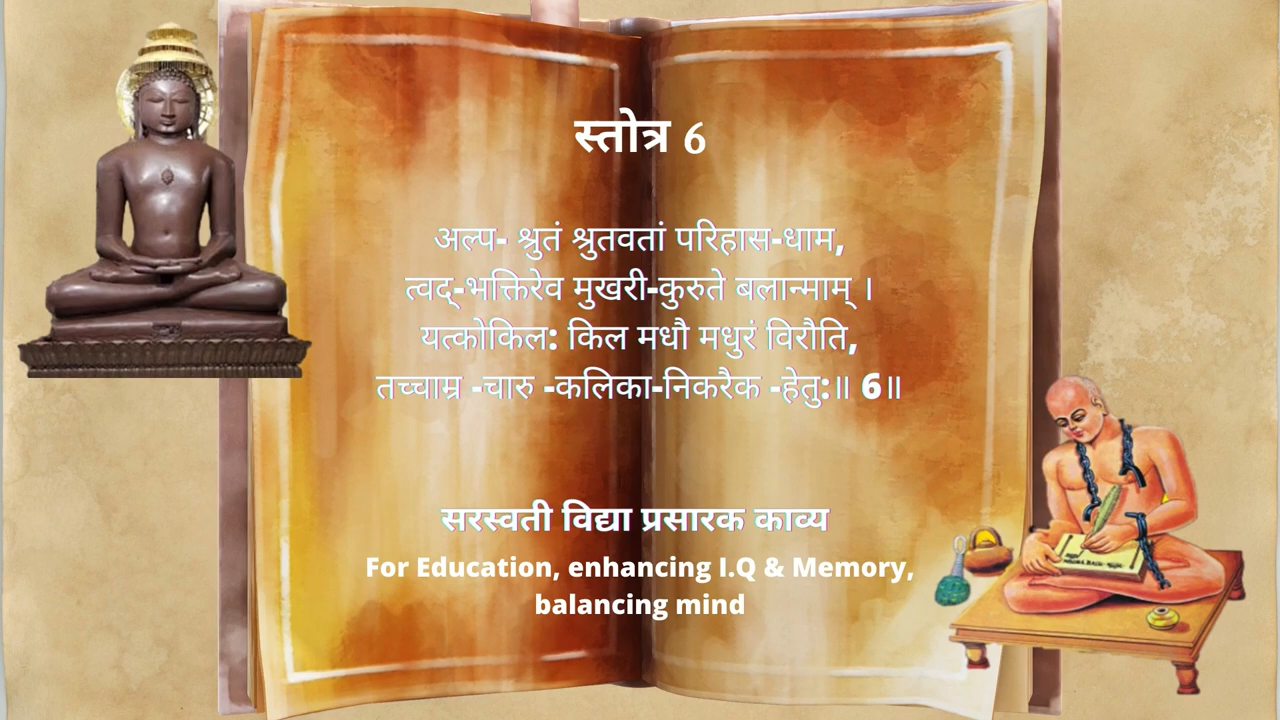 स्तोत्र 6
अल्प- श्रुतं श्रुतवतां परिहास-धाम,
त्वद्-भक्तिरेव मुखरी-कुरुते बलान्माम् ।
यत्कोकिल: किल मधौ मधुरं विरौति,
तच्चाम्र -चारु -कलिका-निकरैक -हेतु:॥ 6॥
सरस्वती विद्या प्रसारक काव्य
For Education, enhancing I.Q & Memory,
balancing mind